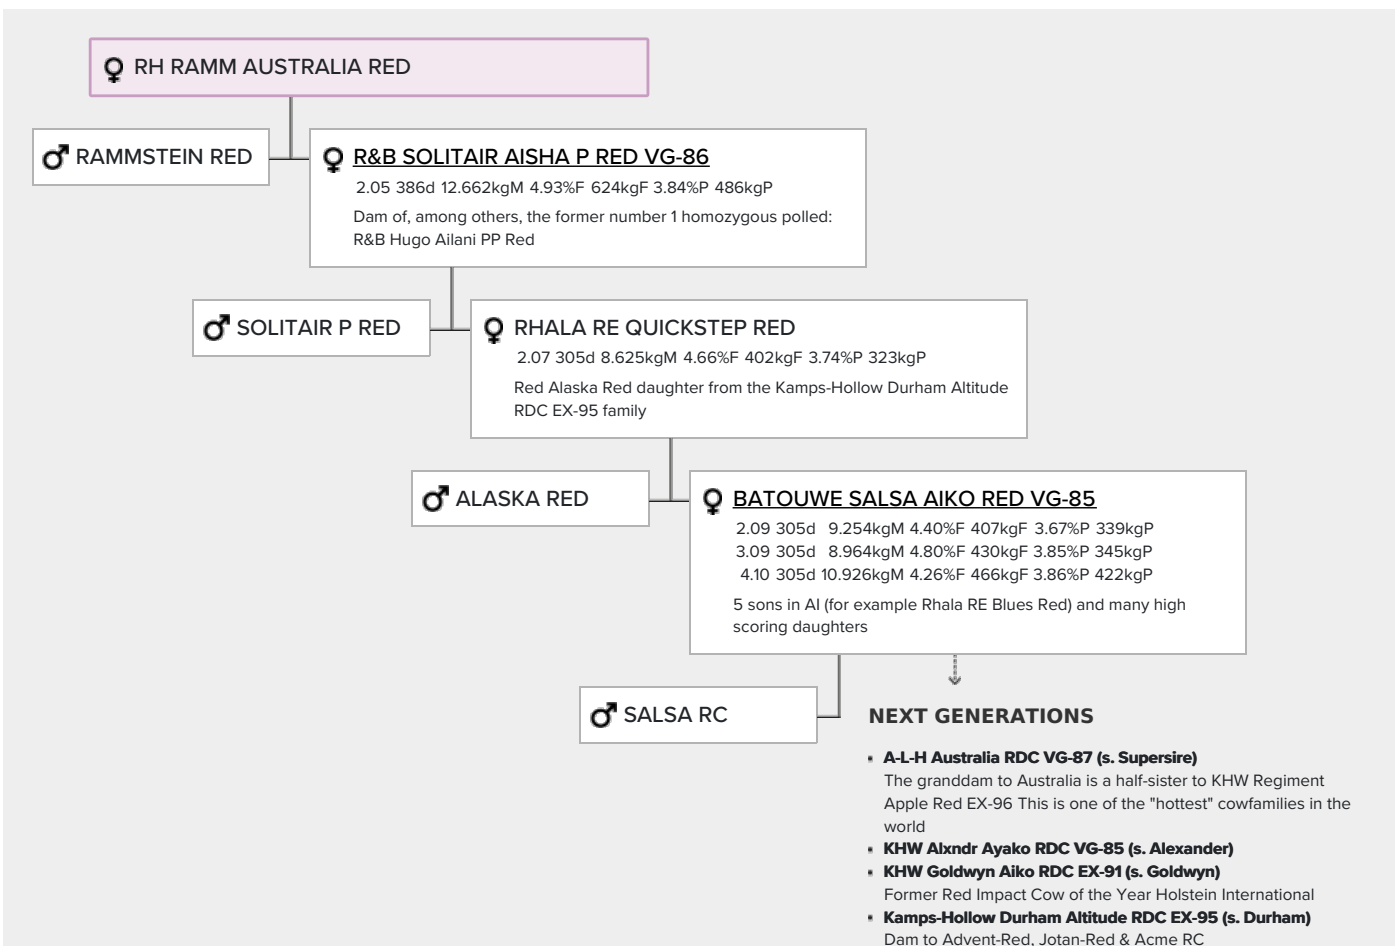 RH RAMM AUSTRALIA RED
RAMMSTEIN RED
R&B SOLITAIR AISHA P RED VG-86
2.05 386d 12.662kgM 4.93%F 624kgF 3.84%P 486kgP
Dam of, among others, the former number 1 homozygous polled:
R&B Hugo Ailani PP Red
SOLITAIR P RED
RHALA RE QUICKSTEP RED
2.07 305d 8.625kgM 4.66%F 402kgF 3.74%P 323kgP
Red Alaska Red daughter from the Kamps-Hollow Durham Altitude
RDC EX-95 family
ALASKA RED
BATOUWE SALSA AIKO RED VG-85
2.09 305d 9.254kgM 4.40%F 407kgF 3.67%P 339kgP
3.09 305d 8.964kgM 4.80%F 430kgF 3.85%P 345kgP
4.10 305d 10.926kgM 4.26%F 466kgF 3.86%P 422kgP
5 sons in AI (for example Rhala RE Blues Red) and many high
scoring daughters
SALSA RC
NEXT GENERATIONS
A-L-H Australia RDC VG-87 (s. Supersire)
The granddam to Australia is a half-sister to KHW Regiment
Apple Red EX-96 This is one of the "hottest" cowfamilies in the
world
KHW Alxndr Ayako RDC VG-85 (s. Alexander)
KHW Goldwyn Aiko RDC EX-91 (s. Goldwyn)
Former Red Impact Cow of the Year Holstein International
Kamps-Hollow Durham Altitude RDC EX-95 (s. Durham)
Dam to Advent-Red, Jotan-Red & Acme RC